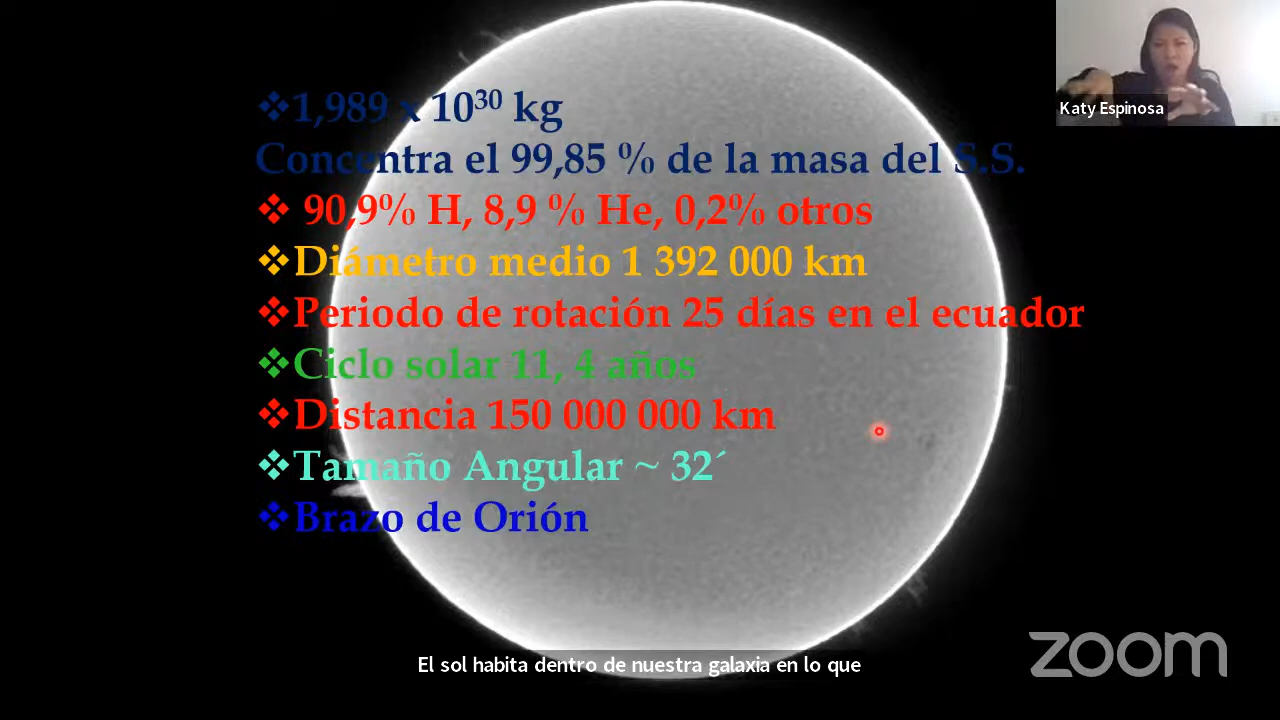 ❖1,989 x 10³⁰ kg
Concentra el 99,85 % de la masa del S.S.
❖ 90,9% H, 8,9 % He, 0,2% otros
❖Diámetro medio 1 392 000 km
❖Periodo de rotación 25 días en el ecuador
❖Ciclo solar 11, 4 años
❖Distancia 150 000 000 km
❖Tamaño Angular ~ 32´
❖Brazo de Orión
Katy Espinosa
El sol habita dentro de nuestra galaxia en lo que
zoom